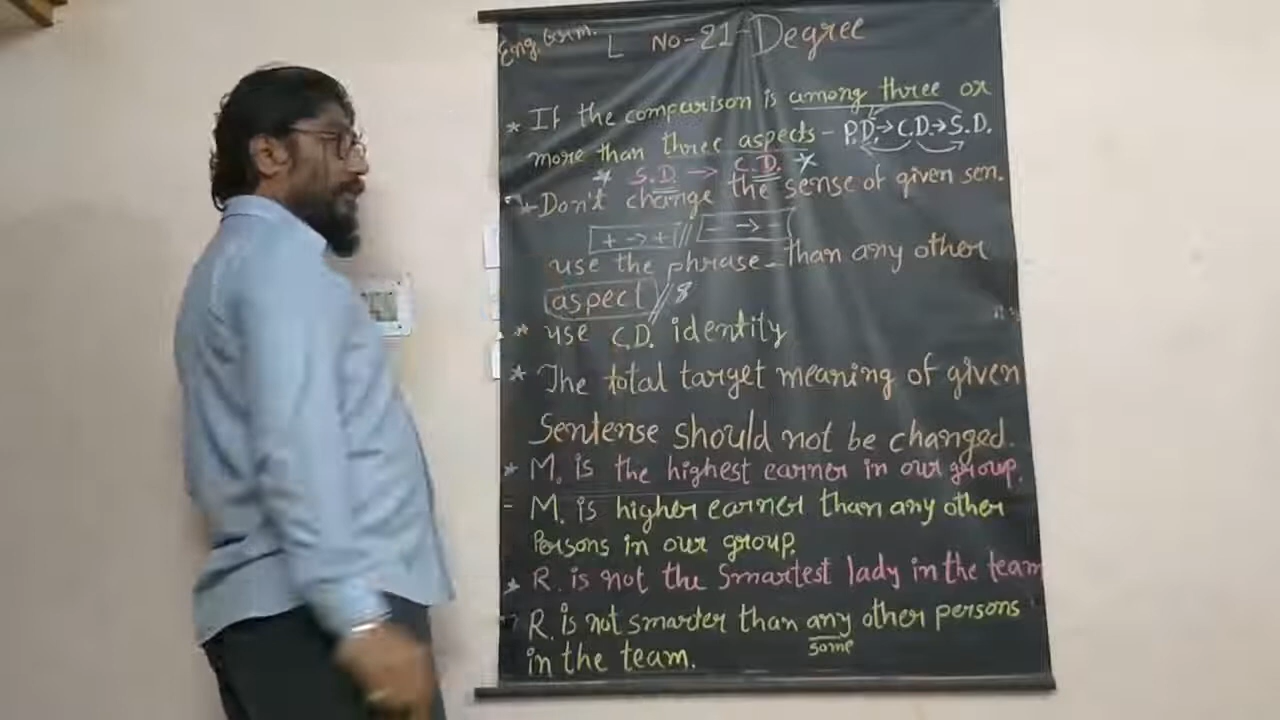 Eng. Gram. L No-21-Degree
* If the comparison is among three or
more than three aspects - P.D.→C.D.→S.D.
* S.D. → C.D. *
* - Don't change the sense of given sen.
+ → + // - → -
use the phrase - than any other
aspect // 8
* use C.D. identity
* The total target meaning of given
Sentense should not be changed.
* M. is the highest earner in our group.
= M. is higher earner than any other
Persons in our group.
* R. is not the Smartest lady in the team
R. is not smarter than any other persons
some
in the team.